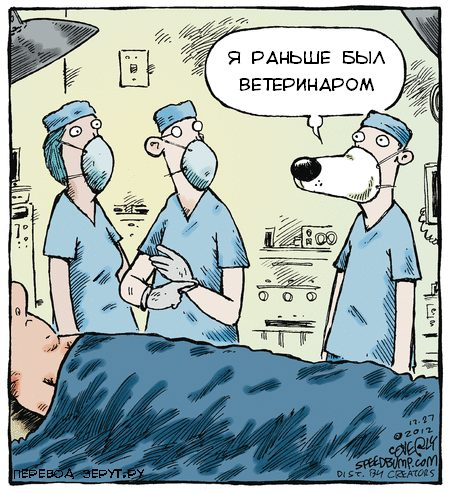 Я РАНЬШЕ БЫЛ
ВЕТЕРИНАРОМ
12.27
©2012
SPEEDBUMP.COM
DIST. BY CREATORS
ПЕРЕВОД ЗЕРУТ.РУ